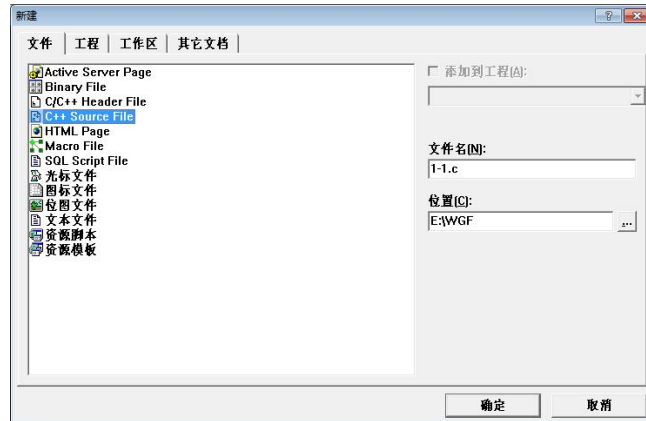 新建
文件 工程 工作区 其它文档
Active Server Page
Binary File
C/C++ Header File
C++ Source File
HTML Page
Macro File
SQL Script File
光标文件
图标文件
位图文件
文本文件
资源脚本
资源模板
添加到工程(A):
文件名(N):
1-1.c
位置(C):
E:\WGF
...
确定 取消